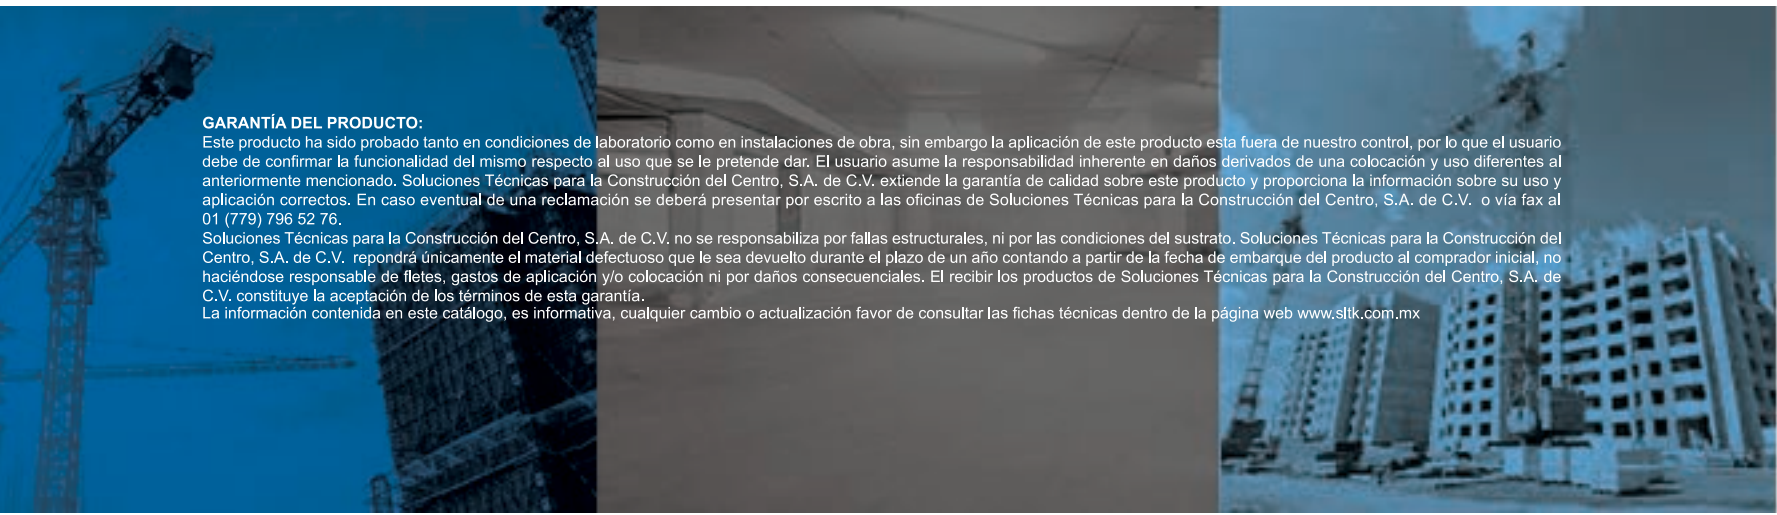 GARANTÍA DEL PRODUCTO:
Este producto ha sido probado tanto en condiciones de laboratorio como en instalaciones de obra, sin embargo la aplicación de este producto esta fuera de nuestro control, por lo que el usuario
debe de confirmar la funcionalidad del mismo respecto al uso que se le pretende dar. El usuario asume la responsabilidad inherente en daños derivados de una colocación y uso diferentes al
anteriormente mencionado. Soluciones Técnicas para la Construcción del Centro, S.A. de C.V. extiende la garantía de calidad sobre este producto y proporciona la información sobre su uso y
aplicación correctos. En caso eventual de una reclamación se deberá presentar por escrito a las oficinas de Soluciones Técnicas para la Construcción del Centro, S.A. de C.V. o vía fax al
01 (779) 796 52 76.
Soluciones Técnicas para la Construcción del Centro, S.A. de C.V. no se responsabiliza por fallas estructurales, ni por las condiciones del sustrato. Soluciones Técnicas para la Construcción del
Centro, S.A. de C.V. repondrá únicamente el material defectuoso que le sea devuelto durante el plazo de un año contando a partir de la fecha de embarque del producto al comprador inicial, no
haciéndose responsable de fletes, gastos de aplicación y/o colocación ni por daños consecuenciales. El recibir los productos de Soluciones Técnicas para la Construcción del Centro, S.A. de
C.V. constituye la aceptación de los términos de esta garantía.
La información contenida en este catálogo, es informativa, cualquier cambio o actualización favor de consultar las fichas técnicas dentro de la página web www.sltk.com.mx